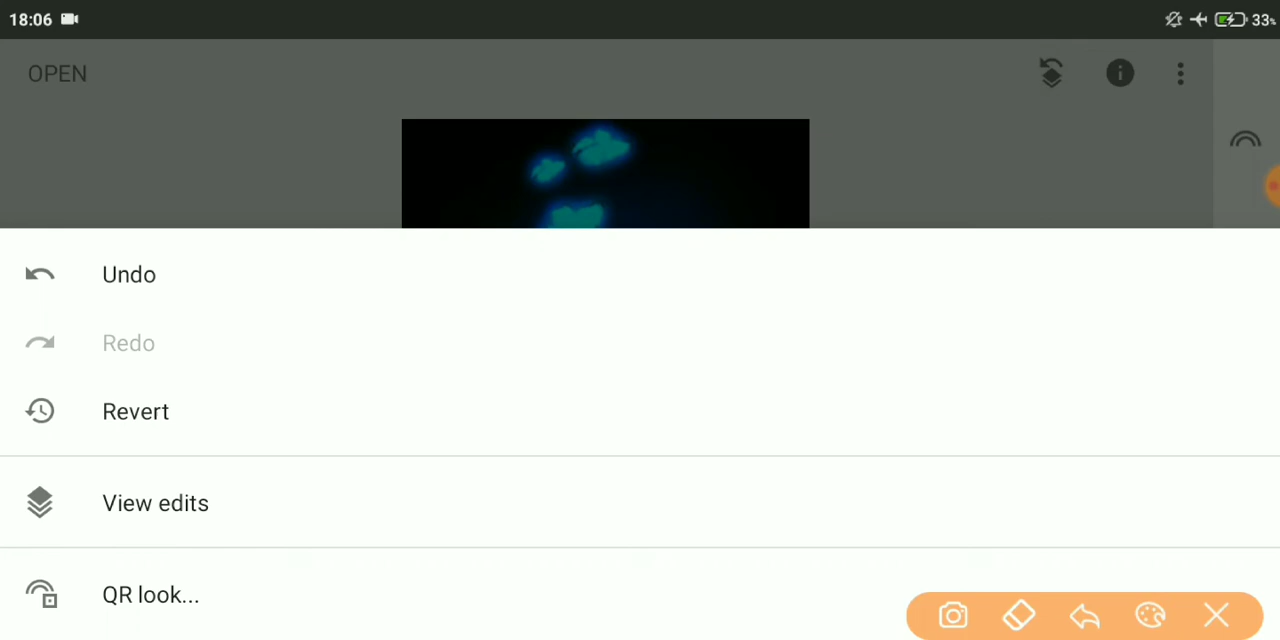 18:06
33%
OPEN
Undo
Redo
Revert
View edits
QR look...